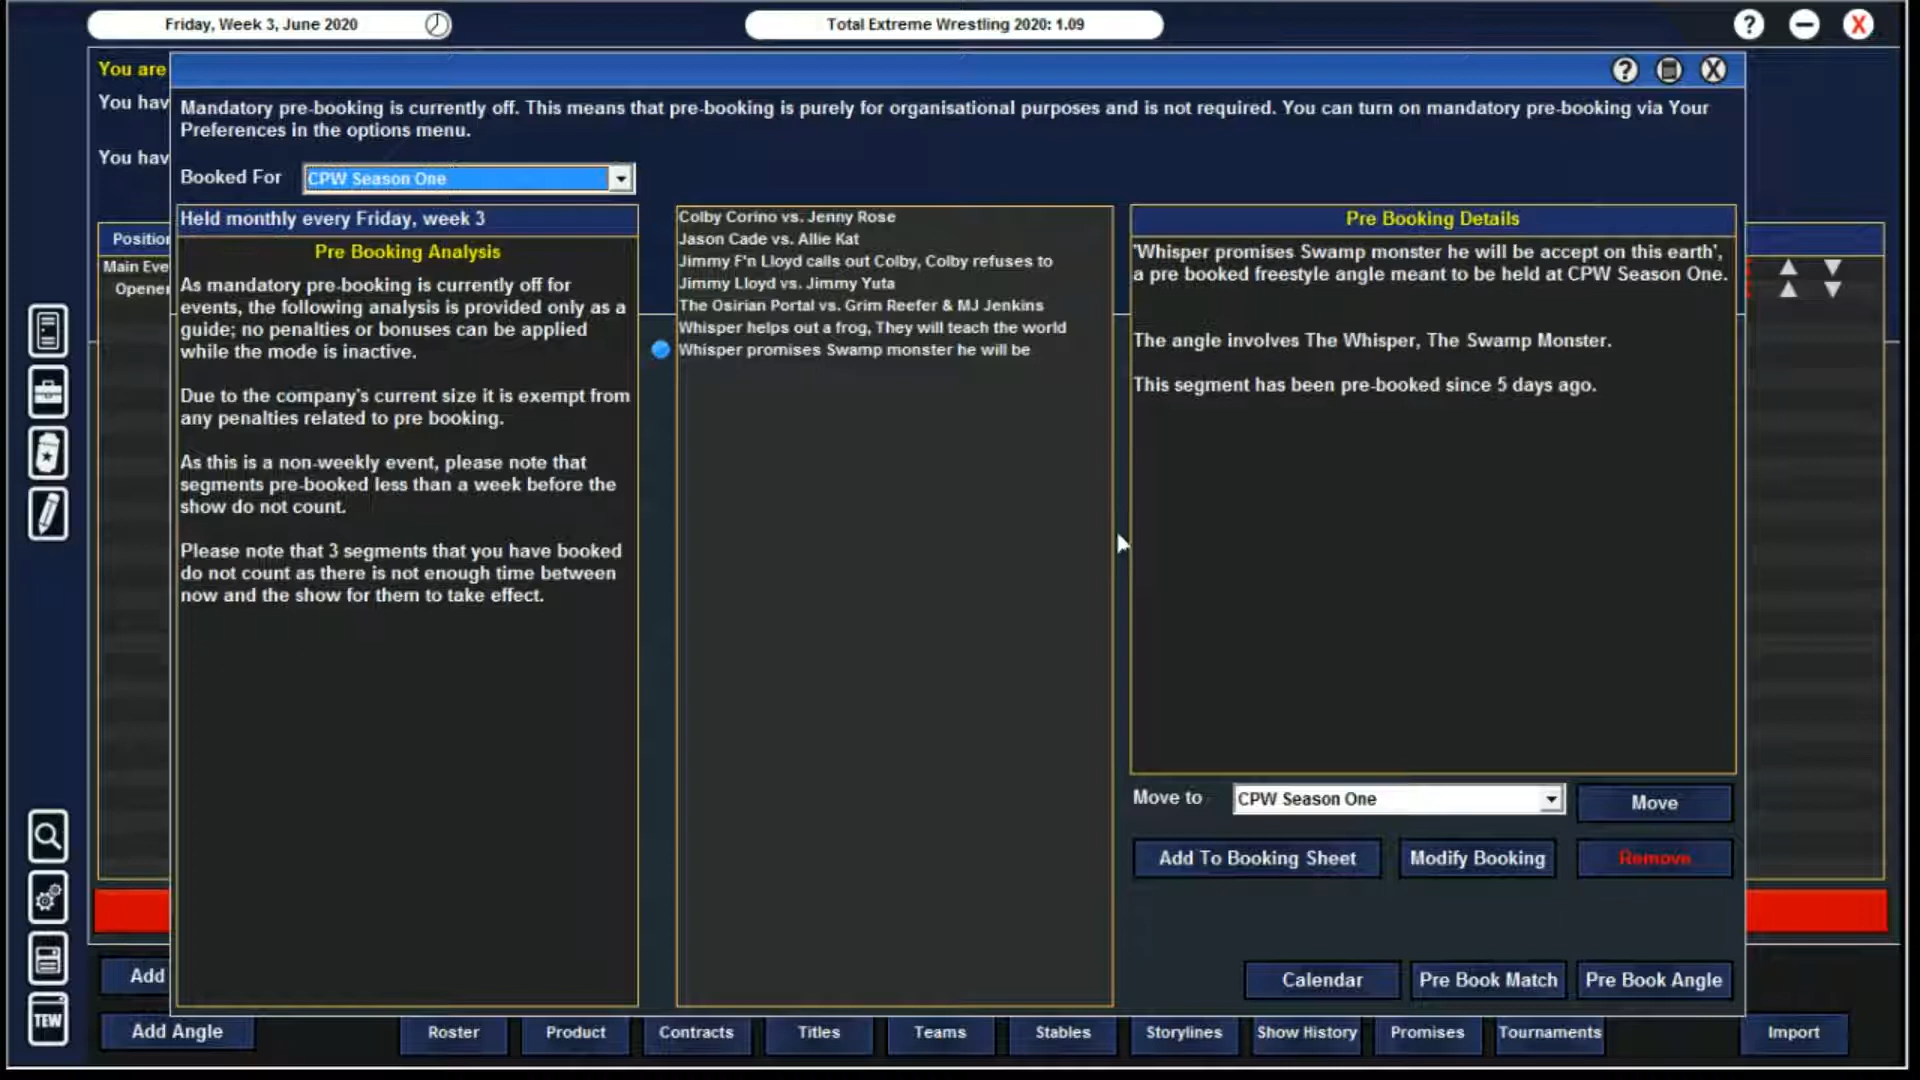 Friday, Week 3, June 2020
Total Extreme Wrestling 2020: 1.09
? X
You are
You hav
You hav
? X
Mandatory pre-booking is currently off. This means that pre-booking is purely for organisational purposes and is not required. You can turn on mandatory pre-booking via Your
Preferences in the options menu.
Booked For
CPW Season One
Held monthly every Friday, week 3
Pre Booking Analysis
As mandatory pre-booking is currently off for
events, the following analysis is provided only as a
guide; no penalties or bonuses can be applied
while the mode is inactive.
Due to the company's current size it is exempt from
any penalties related to pre booking.
As this is a non-weekly event, please note that
segments pre-booked less than a week before the
show do not count.
Please note that 3 segments that you have booked
do not count as there is not enough time between
now and the show for them to take effect.
Colby Corino vs. Jenny Rose
Jason Cade vs. Allie Kat
Jimmy F'n Lloyd calls out Colby, Colby refuses to
Jimmy Lloyd vs. Jimmy Yuta
The Osirian Portal vs. Grim Reefer & MJ Jenkins
Whisper helps out a frog, They will teach the world
Whisper promises Swamp monster he will be
Pre Booking Details
'Whisper promises Swamp monster he will be accept on this earth',
a pre booked freestyle angle meant to be held at CPW Season One.
The angle involves The Whisper, The Swamp Monster.
This segment has been pre-booked since 5 days ago.
Move to
CPW Season One
Move
Add To Booking Sheet
Modify Booking
Remove
Calendar
Pre Book Match
Pre Book Angle
Position
Main Eve
Opener
Add
Add Angle
Roster
Product
Contracts
Titles
Teams
Stables
Storylines
Show History
Promises
Tournaments
Import
TEW